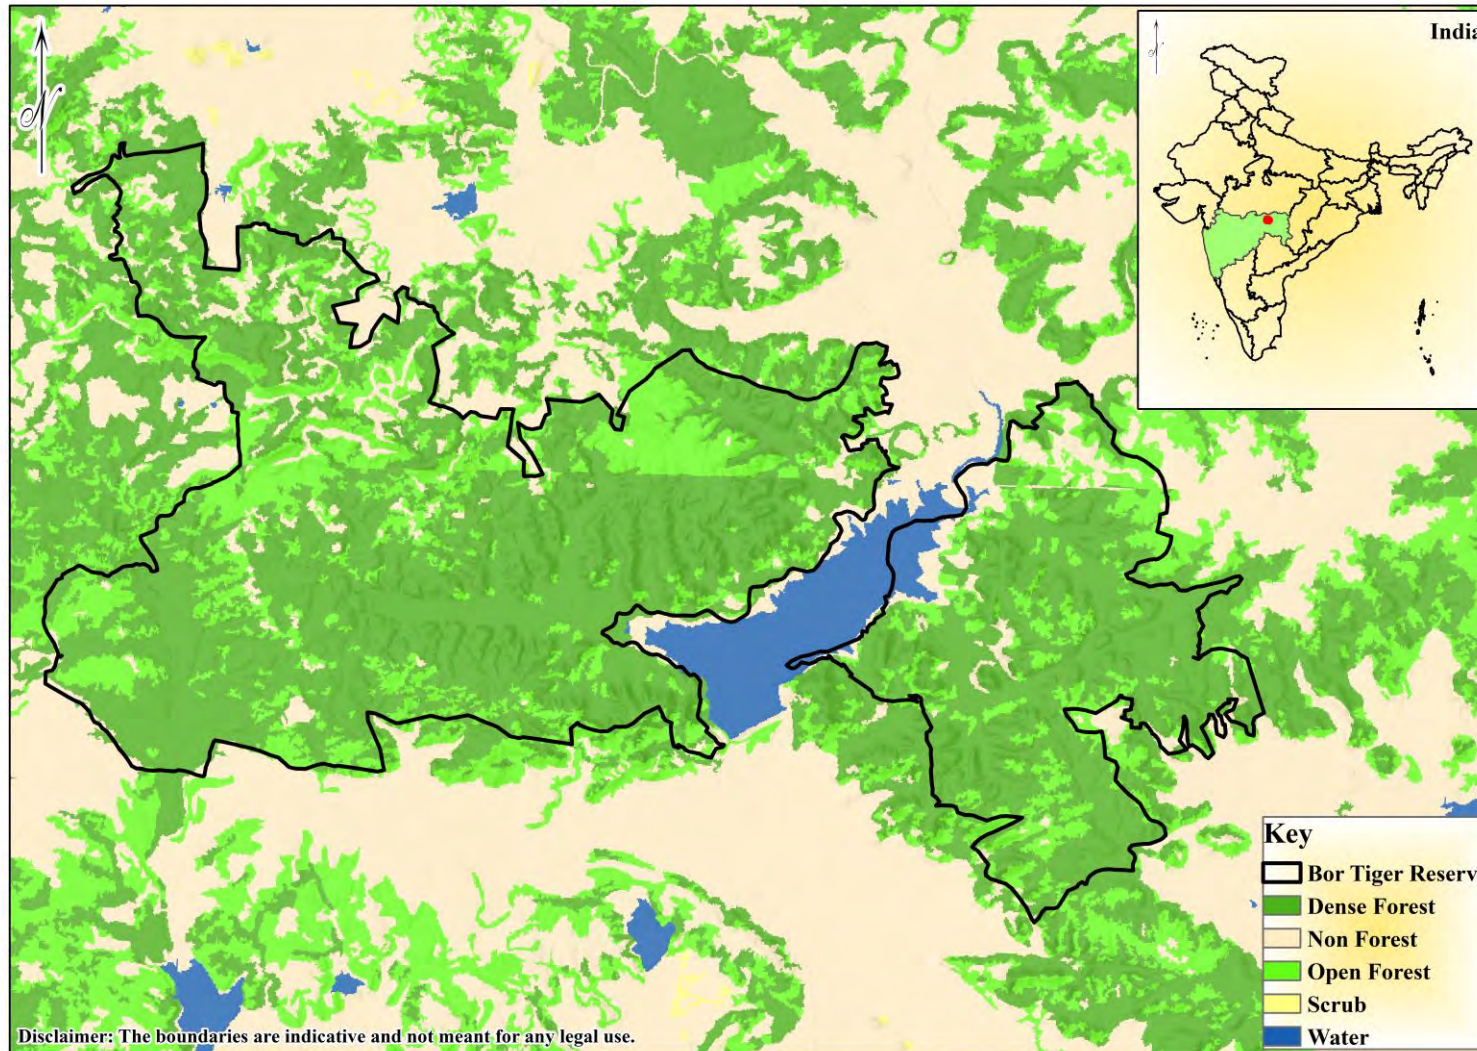 N
N
India
Key
Bor Tiger Reserv
Dense Forest
Non Forest
Open Forest
Scrub
Water
Disclaimer: The boundaries are indicative and not meant for any legal use.